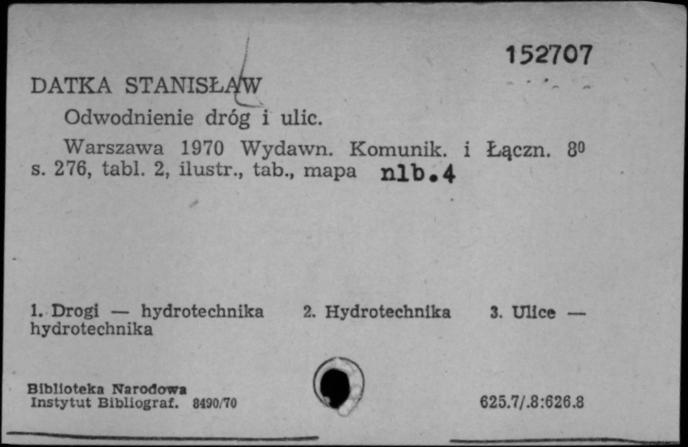 152707
DATKA STANISŁAW
Odwodnienie dróg i ulic.
Warszawa 1970 Wydawn. Komunik. i Łączn. 8⁰
s. 276, tabl. 2, ilustr., tab., mapa nlb.4
1. Drogi — hydrotechnika 2. Hydrotechnika 3. Ulice —
hydrotechnika
Biblioteka Narodowa
Instytut Bibliograf. 8490/70
625.7/.8:626.8